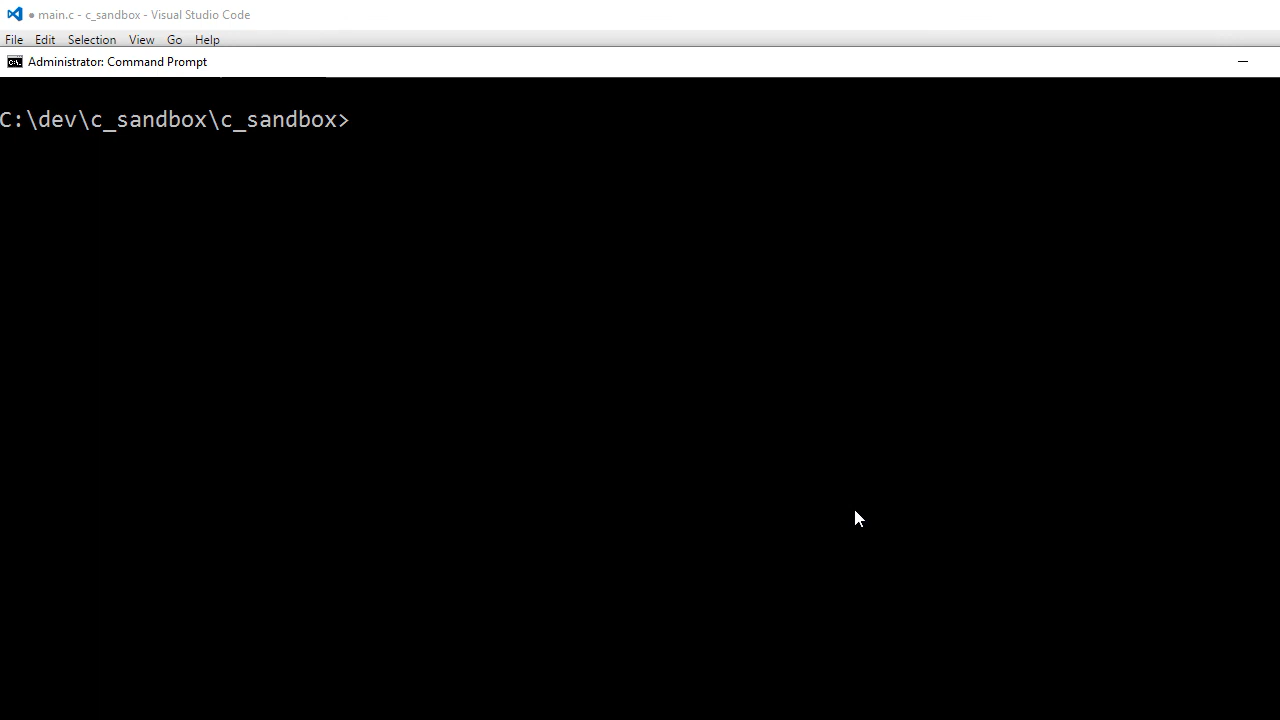 ● main.c - c_sandbox - Visual Studio Code
File Edit Selection View Go Help
Administrator: Command Prompt
C:\dev\c_sandbox\c_sandbox>